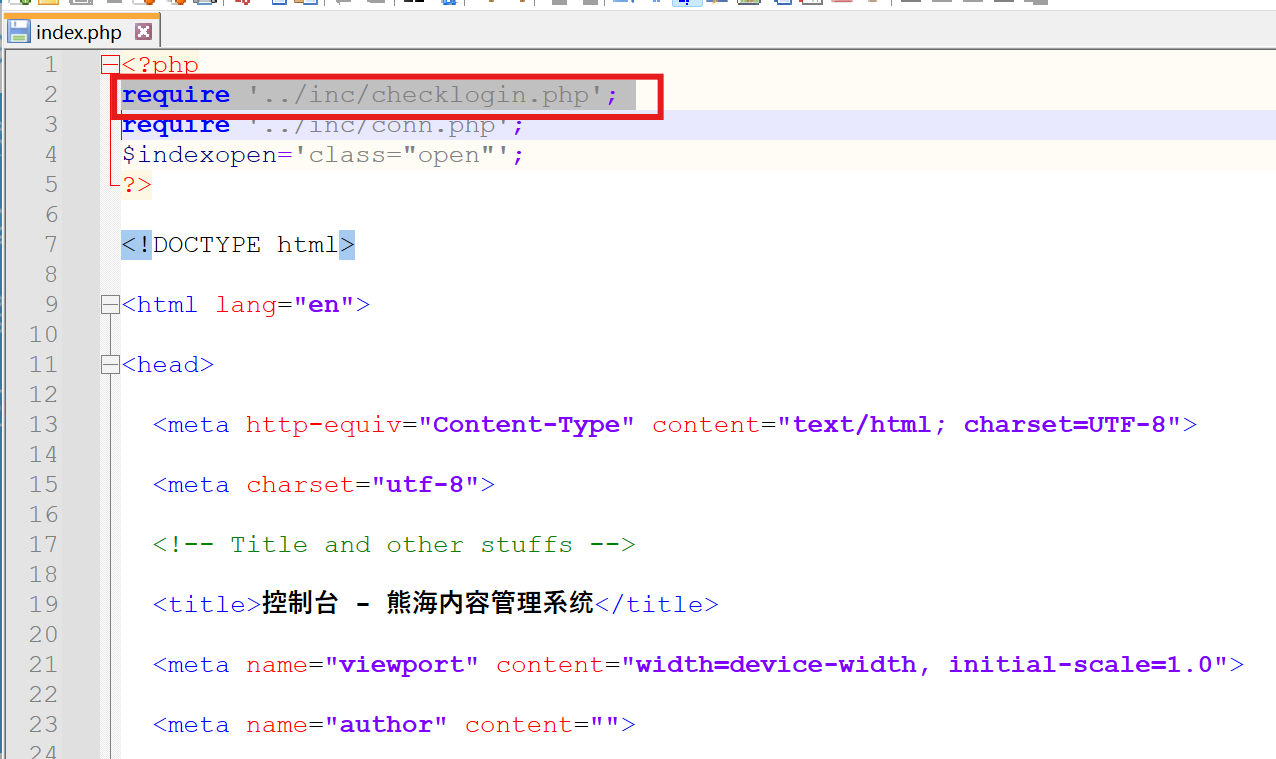 index.php
1 <?php
2 require '../inc/checklogin.php';
3 require '../inc/conn.php';
4 $indexopen='class="open"';
5 ?>
6
7 <!DOCTYPE html>
8
9 <html lang="en">
10
11 <head>
12
13 <meta http-equiv="Content-Type" content="text/html; charset=UTF-8">
14
15 <meta charset="utf-8">
16
17 <!-- Title and other stuffs -->
18
19 <title>控制台 - 熊海内容管理系统</title>
20
21 <meta name="viewport" content="width=device-width, initial-scale=1.0">
22
23 <meta name="author" content="">
24